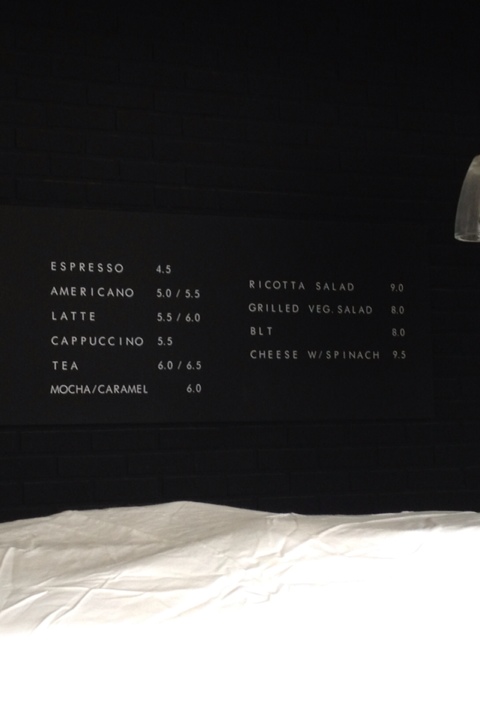 ESPRESSO 4.5
AMERICANO 5.0 / 5.5
LATTE 5.5 / 6.0
CAPPUCCINO 5.5
TEA 6.0 / 6.5
MOCHA/CARAMEL 6.0
RICOTTA SALAD 9.0
GRILLED VEG. SALAD 8.0
BLT 8.0
CHEESE W/SPINACH 9.5